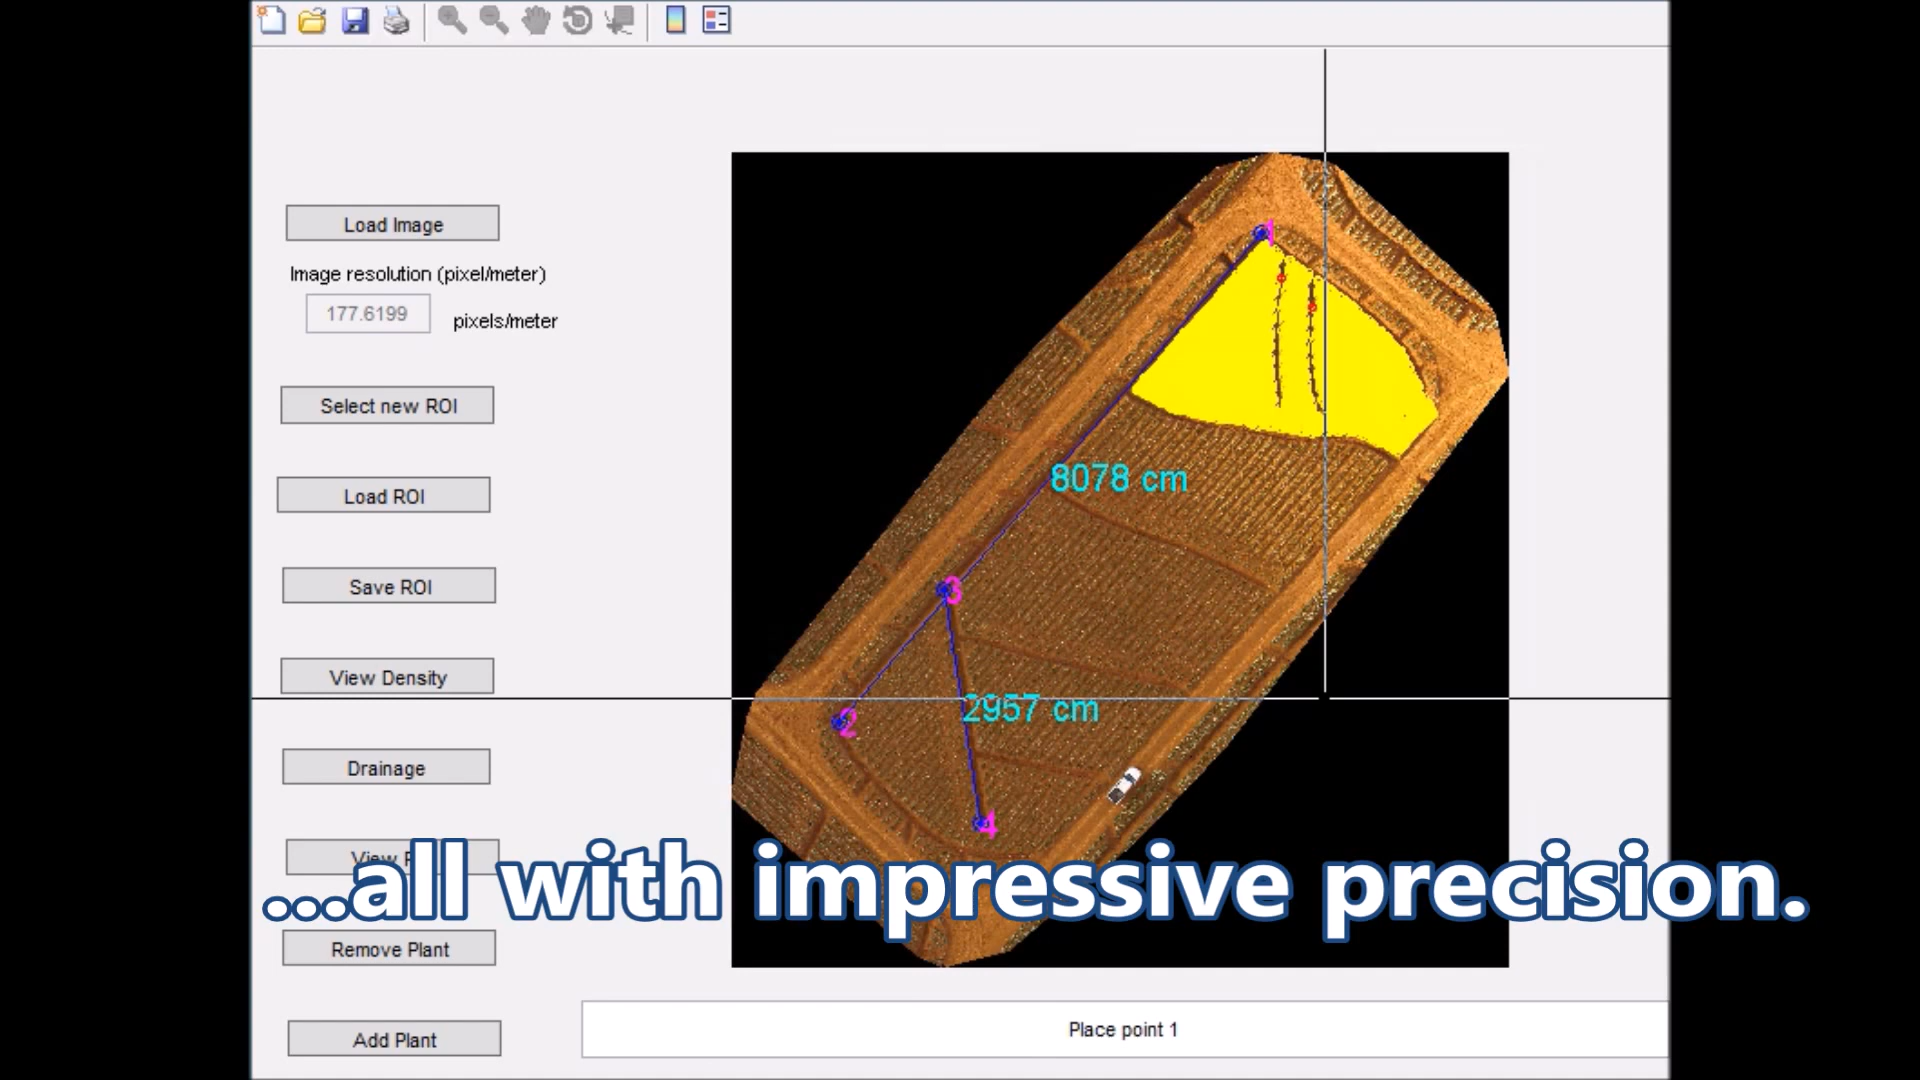 Load Image
Image resolution (pixel/meter)
177.6199
pixels/meter
1
Select new ROI
8078 cm
Load ROI
3
Save ROI
View Density
2957 cm
2
Drainage
4
View
...all with impressive precision.
Remove Plant
Place point 1
Add Plant